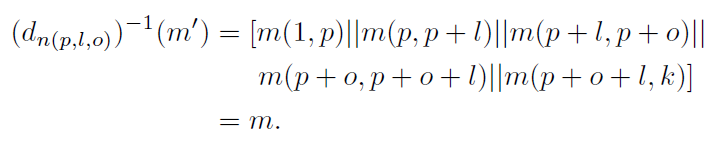 (d_{n(p,l,o)})^{-1}(m′) = [m(1, p)||m(p, p + l)||m(p + l, p + o)||
m(p + o, p + o + l)||m(p + o + l, k)]
= m.